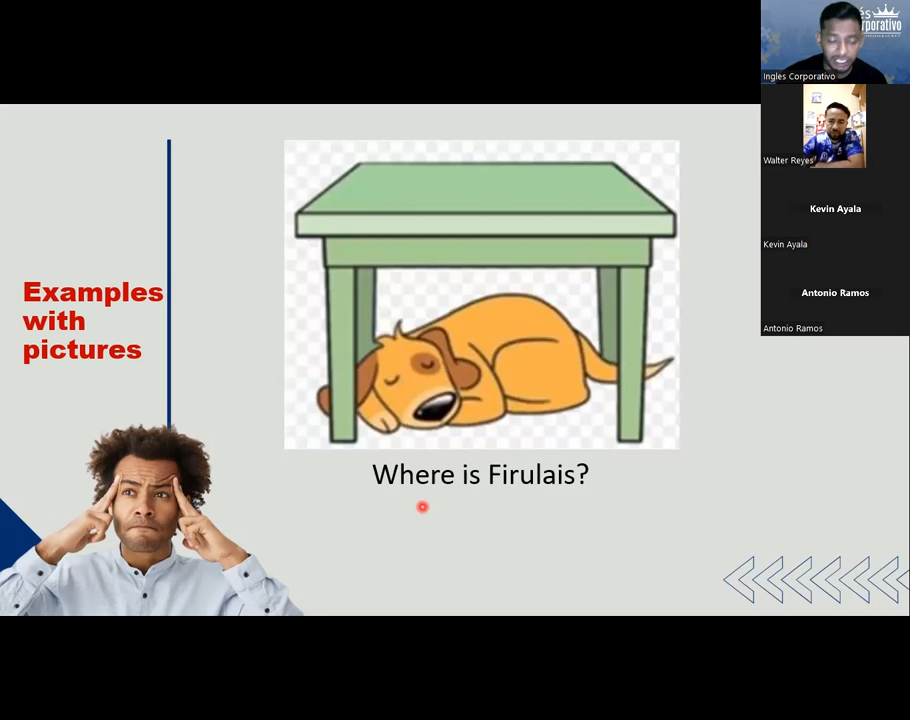 Examples
with
pictures
Where is Firulais?
Ingles Corporativo
Walter Reyes
Kevin Ayala
Kevin Ayala
Antonio Ramos
Antonio Ramos